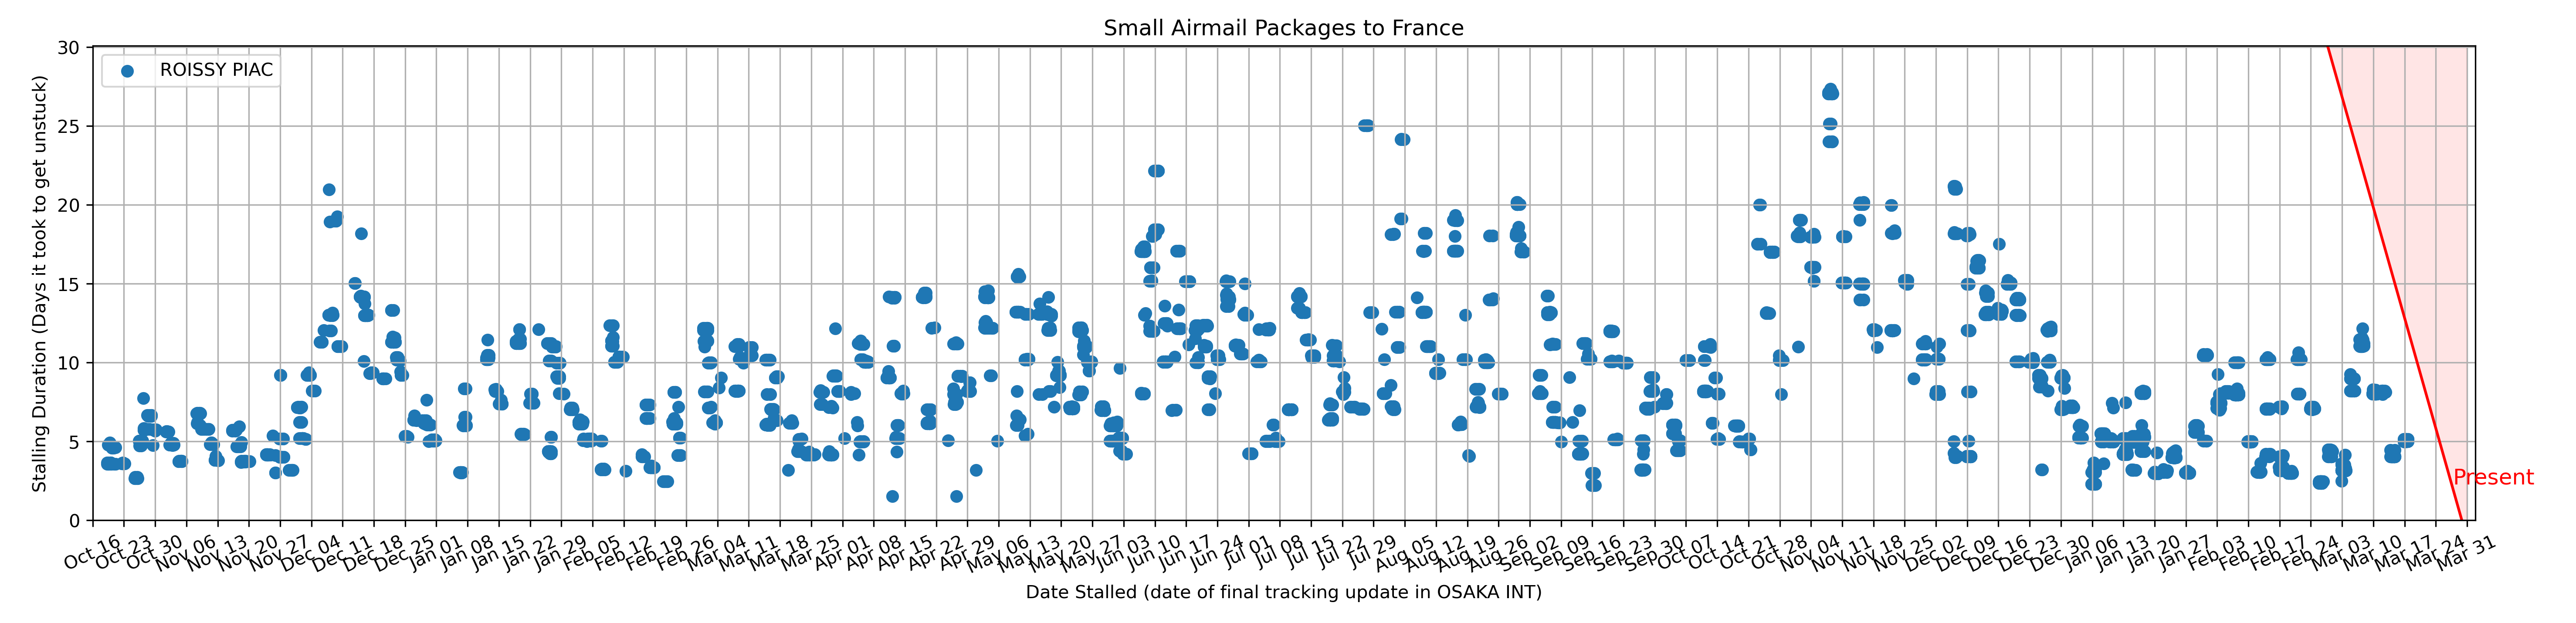 Small Airmail Packages to France
ROISSY PIAC
Stalling Duration (Days it took to get unstuck)
30
25
20
15
10
5
0
Present
Oct 16
Oct 23
Oct 30
Nov 06
Nov 13
Nov 20
Nov 27
Dec 04
Dec 11
Dec 18
Dec 25
Jan 01
Jan 08
Jan 15
Jan 22
Jan 29
Feb 05
Feb 12
Feb 19
Feb 26
Mar 04
Mar 11
Mar 18
Mar 25
Apr 01
Apr 08
Apr 15
Apr 22
Apr 29
May 06
May 13
May 20
May 27
Jun 03
Jun 10
Jun 17
Jun 24
Jul 01
Jul 08
Jul 15
Jul 22
Jul 29
Aug 05
Aug 12
Aug 19
Aug 26
Sep 02
Sep 09
Sep 16
Sep 23
Sep 30
Oct 07
Oct 14
Oct 21
Oct 28
Nov 04
Nov 11
Nov 18
Nov 25
Dec 02
Dec 09
Dec 16
Dec 23
Dec 30
Jan 06
Jan 13
Jan 20
Jan 27
Feb 03
Feb 10
Feb 17
Feb 24
Mar 03
Mar 10
Mar 17
Mar 24
Mar 31
Date Stalled (date of final tracking update in OSAKA INT)